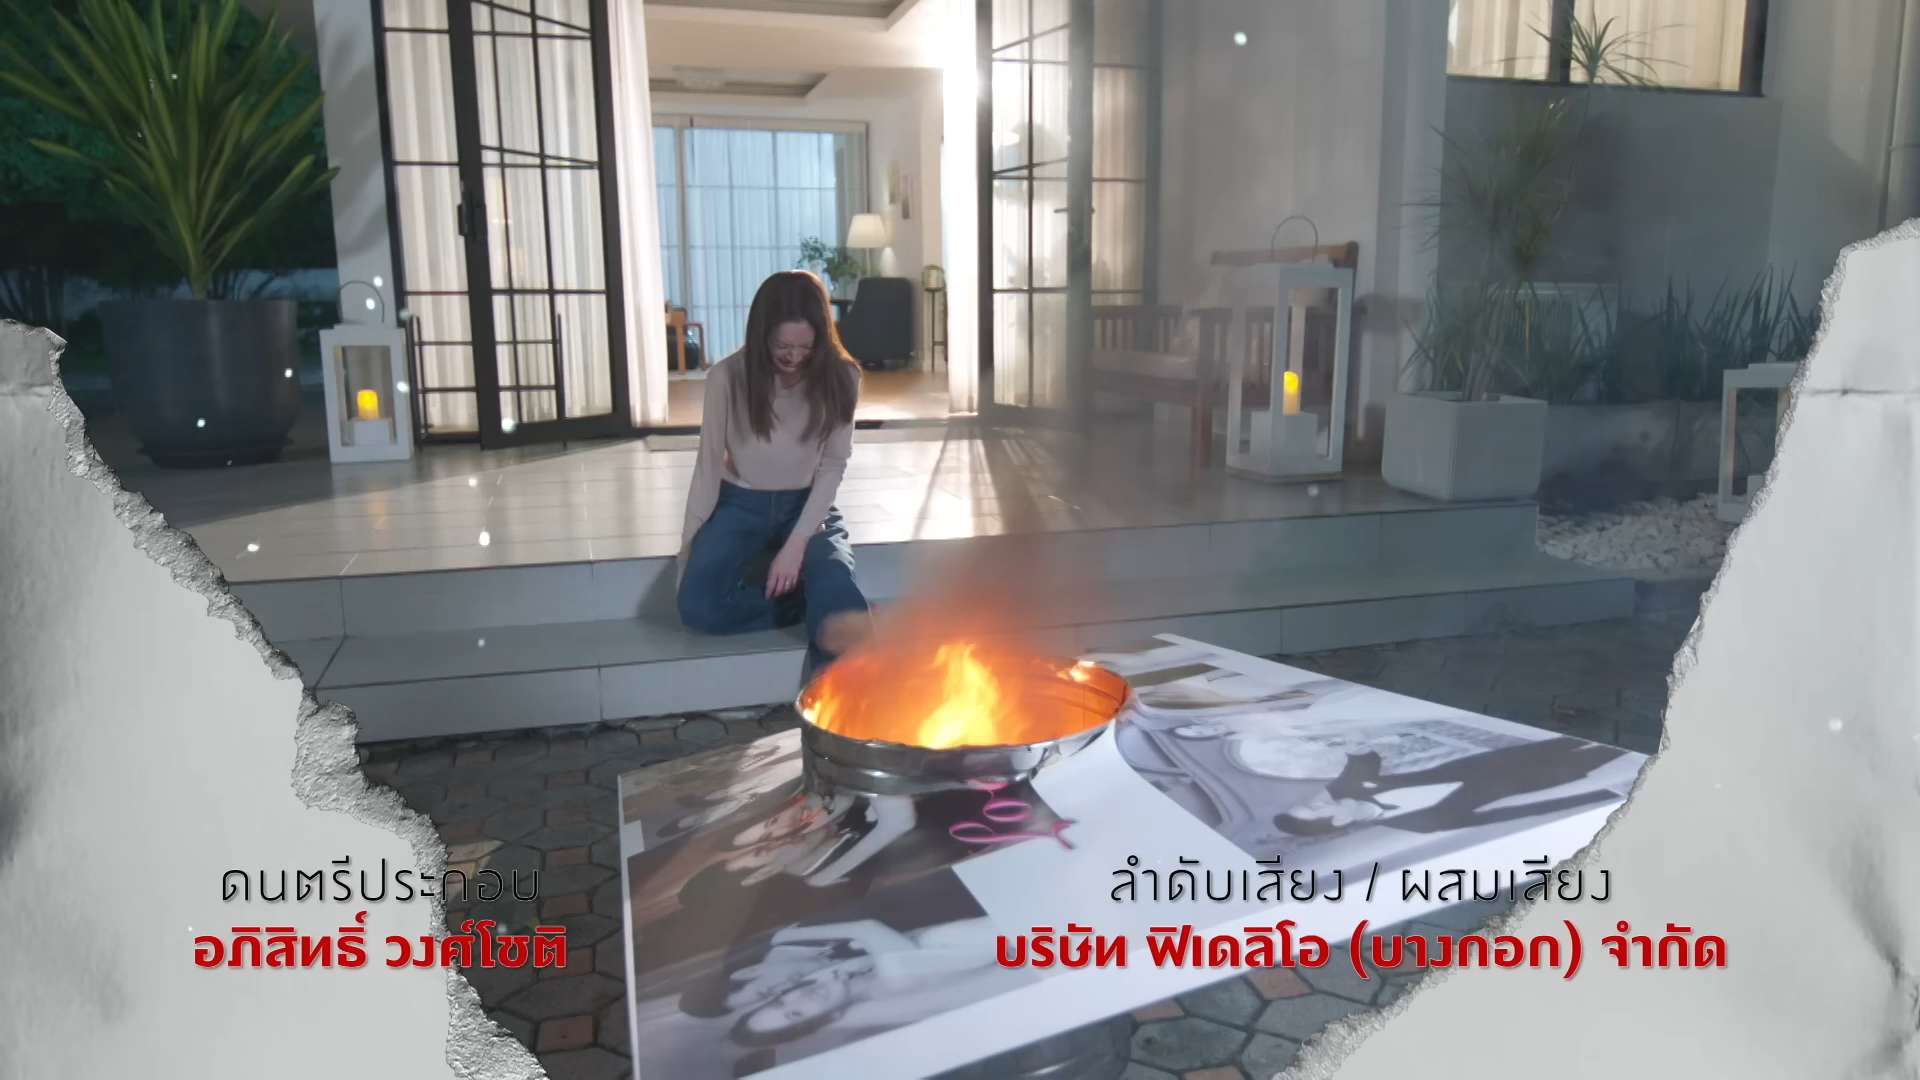 ดนตรีประกอบ
อภิสิทธิ์ วงศ์โชติ
ลำดับเสียง / ผสมเสียง
บริษัท ฟิเดลิโอ (บางกอก) จำกัด